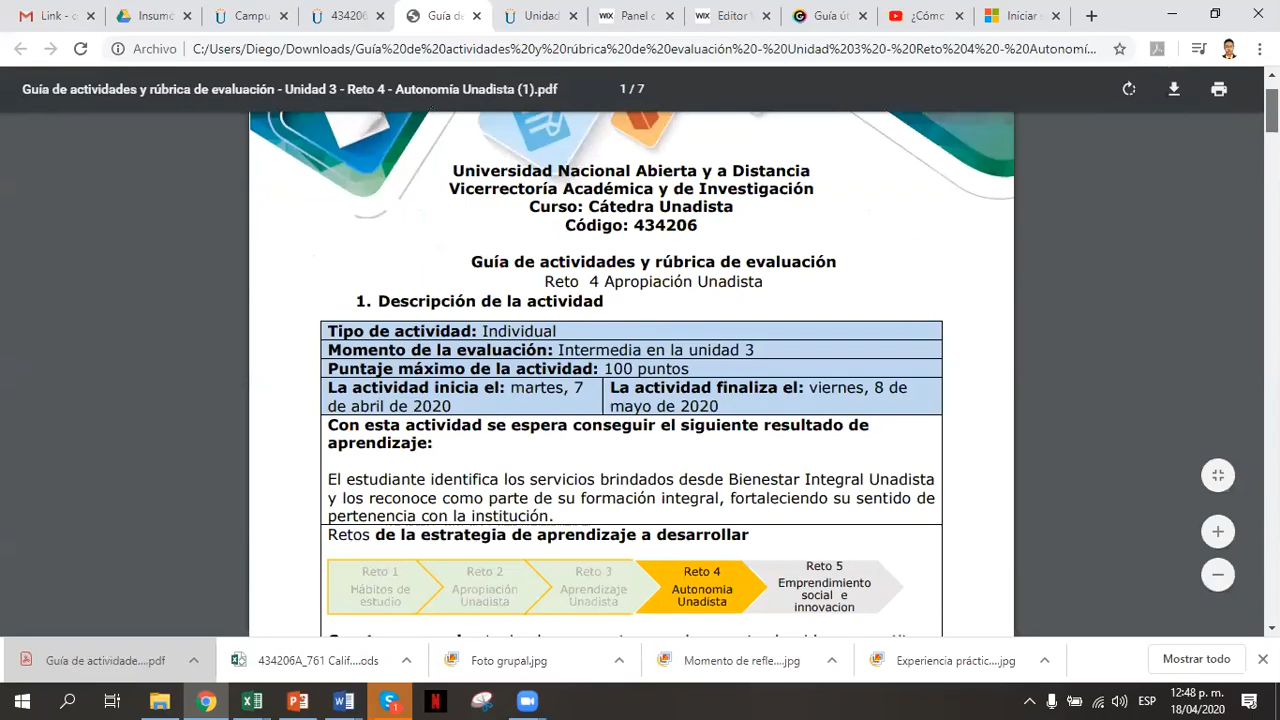 Link - c
Insumo
Campu
434206
Guía de
Unidad
Panel c
Editor
Guía út
¿Cómo
Iniciar s
Archivo C:/Users/Diego/Downloads/Guía%20de%20actividades%20y%20rúbrica%20de%20evaluación%20-%20Unidad%203%20-%20Reto%204%20-%20Autonomí...
Guía de actividades y rúbrica de evaluación - Unidad 3 - Reto 4 - Autonomía Unadista (1).pdf 1 / 7
Universidad Nacional Abierta y a Distancia
Vicerrectoría Académica y de Investigación
Curso: Cátedra Unadista
Código: 434206
Guía de actividades y rúbrica de evaluación
Reto 4 Apropiación Unadista
1. Descripción de la actividad
Tipo de actividad: Individual
Momento de la evaluación: Intermedia en la unidad 3
Puntaje máximo de la actividad: 100 puntos
La actividad inicia el: martes, 7
de abril de 2020
La actividad finaliza el: viernes, 8 de
mayo de 2020
Con esta actividad se espera conseguir el siguiente resultado de
aprendizaje:
El estudiante identifica los servicios brindados desde Bienestar Integral Unadista
y los reconoce como parte de su formación integral, fortaleciendo su sentido de
pertenencia con la institución.
Retos de la estrategia de aprendizaje a desarrollar
Reto 1
Hábitos de
estudio
Reto 2
Apropiación
Unadista
Reto 3
Aprendizaje
Unadista
Reto 4
Autonomia
Unadista
Reto 5
Emprendimiento
social e
innovacion
Guía de actividade....pdf
434206A_761 Calif....ods
Foto grupal.jpg
Momento de refle....jpg
Experiencia práctic....jpg
Mostrar todo
ESP
12:48 p. m.
18/04/2020